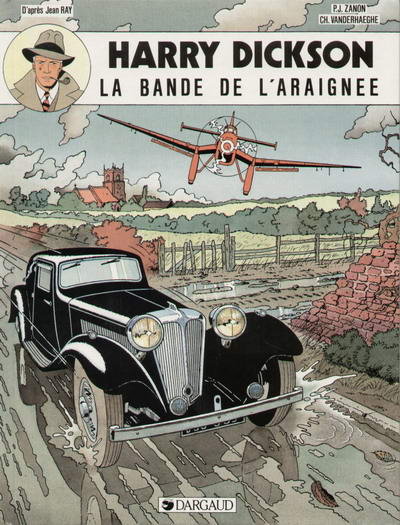 D'après Jean RAY
P.J. ZANON
CH. VANDERHAEGHE
HARRY DICKSON
LA BANDE DE L'ARAIGNEE
DARGAUD